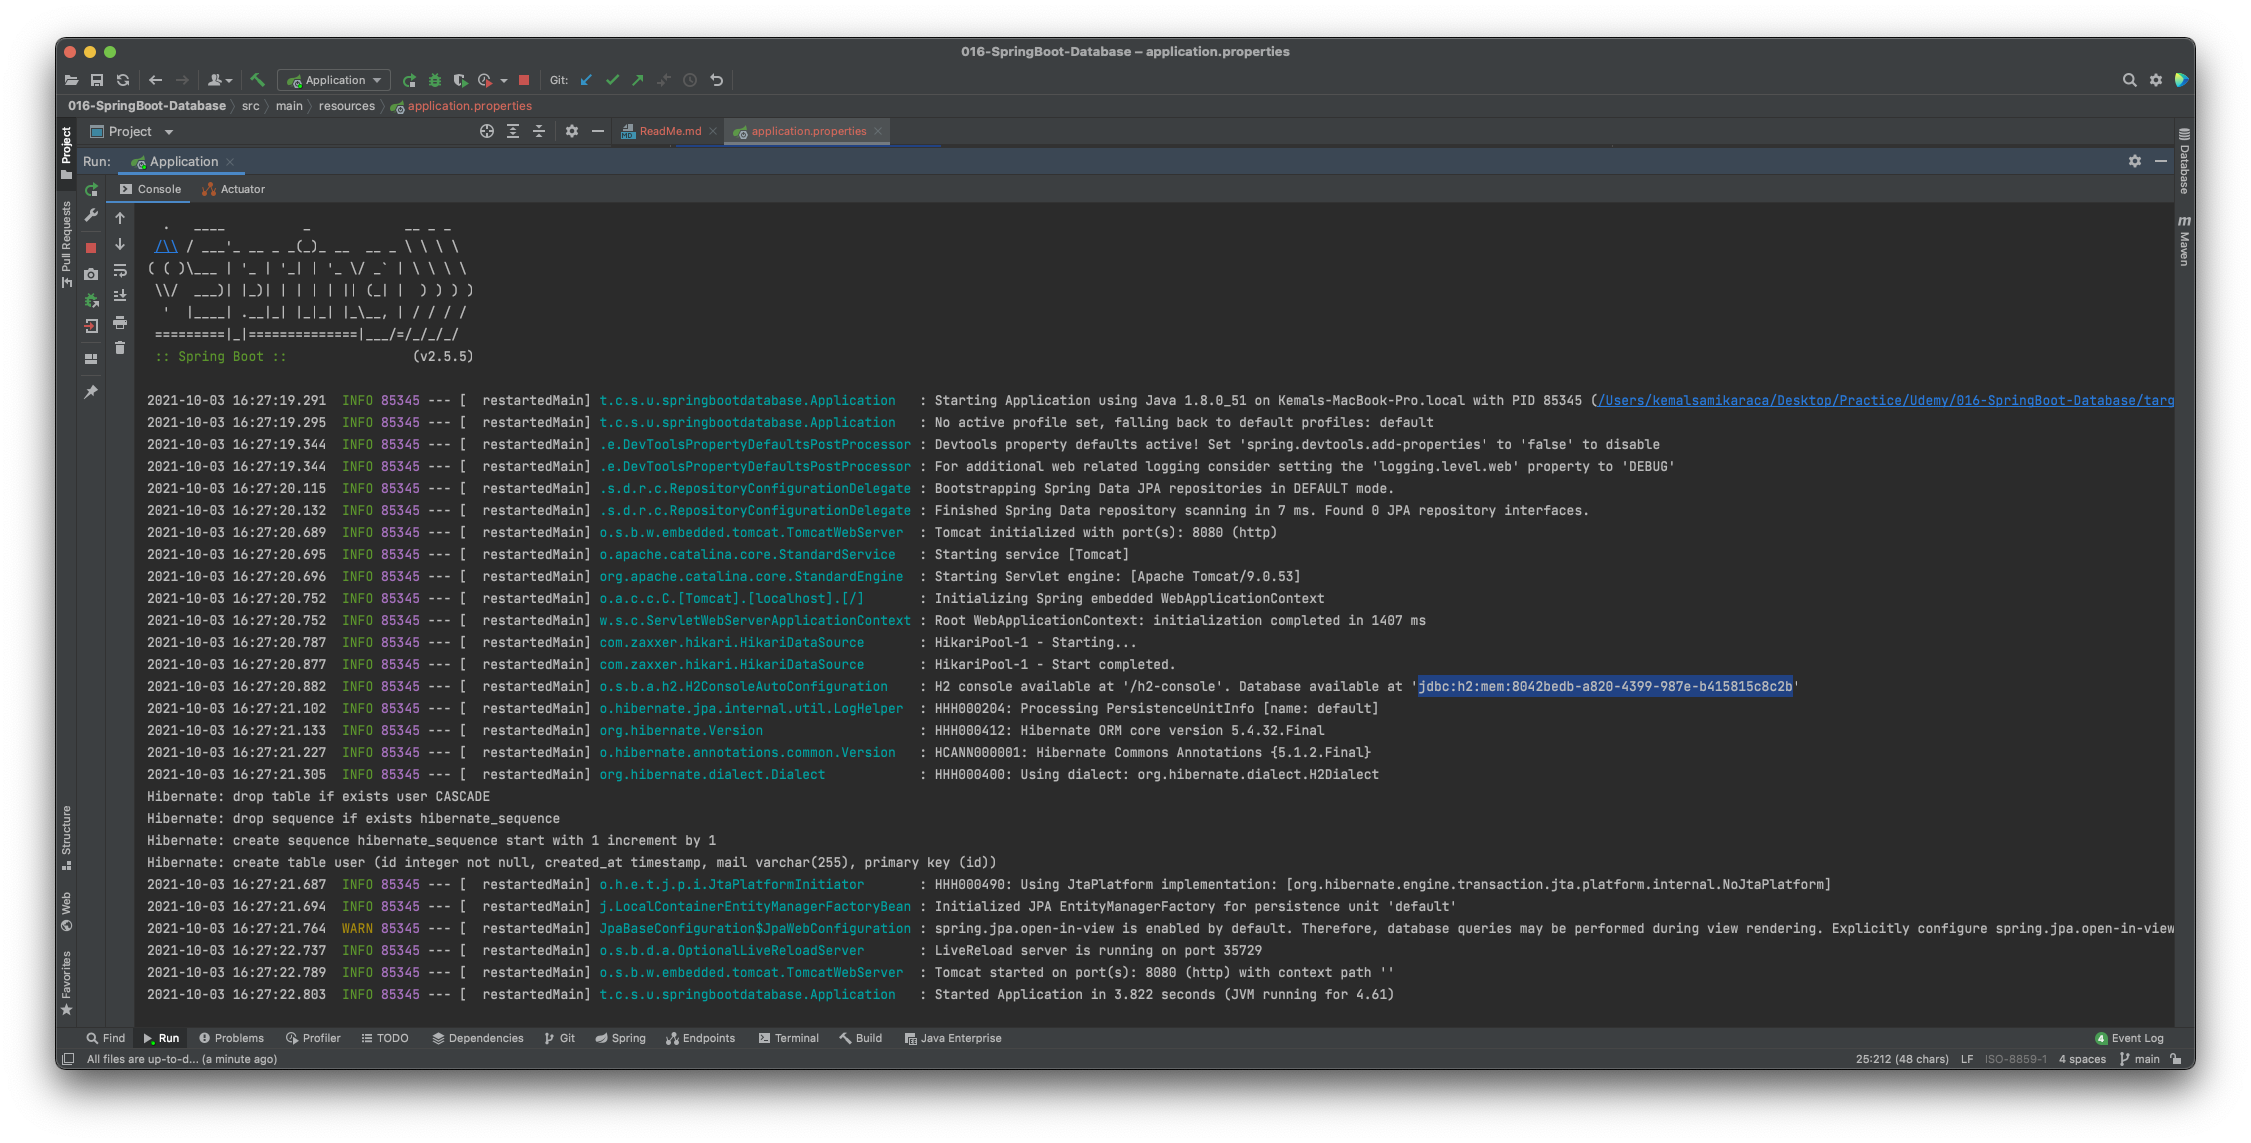 016-SpringBoot-Database – application.properties
Application
Git:
016-SpringBoot-Database
src
main
resources
application.properties
Project
ReadMe.md
application.properties
Run:
Application
Console
Actuator
Project
Pull Requests
Structure
Web
Favorites
Database
Maven
  .   ____          _            __ _ _
 /\\ / ___'_ __ _ _(_)_ __  __ _ \ \ \ \
( ( )\___ | '_ | '_| | '_ \/ _` | \ \ \ \
 \\/  ___)| |_)| | | | | || (_| |  ) ) ) )
  '  |____| .__|_| |_|_| |_\__, | / / / /
 =========|_|==============|___/=/_/_/_/
 :: Spring Boot ::                (v2.5.5)
2021-10-03 16:27:19.291  INFO 85345 --- [  restartedMain] t.c.s.u.springbootdatabase.Application   : Starting Application using Java 1.8.0_51 on Kemals-MacBook-Pro.local with PID 85345 (/Users/kemalsamikaraca/Desktop/Practice/Udemy/016-SpringBoot-Database/targ
2021-10-03 16:27:19.295  INFO 85345 --- [  restartedMain] t.c.s.u.springbootdatabase.Application   : No active profile set, falling back to default profiles: default
2021-10-03 16:27:19.344  INFO 85345 --- [  restartedMain] .e.DevToolsPropertyDefaultsPostProcessor : Devtools property defaults active! Set 'spring.devtools.add-properties' to 'false' to disable
2021-10-03 16:27:19.344  INFO 85345 --- [  restartedMain] .e.DevToolsPropertyDefaultsPostProcessor : For additional web related logging consider setting the 'logging.level.web' property to 'DEBUG'
2021-10-03 16:27:20.115  INFO 85345 --- [  restartedMain] .s.d.r.c.RepositoryConfigurationDelegate : Bootstrapping Spring Data JPA repositories in DEFAULT mode.
2021-10-03 16:27:20.132  INFO 85345 --- [  restartedMain] .s.d.r.c.RepositoryConfigurationDelegate : Finished Spring Data repository scanning in 7 ms. Found 0 JPA repository interfaces.
2021-10-03 16:27:20.689  INFO 85345 --- [  restartedMain] o.s.b.w.embedded.tomcat.TomcatWebServer  : Tomcat initialized with port(s): 8080 (http)
2021-10-03 16:27:20.695  INFO 85345 --- [  restartedMain] o.apache.catalina.core.StandardService   : Starting service [Tomcat]
2021-10-03 16:27:20.696  INFO 85345 --- [  restartedMain] org.apache.catalina.core.StandardEngine  : Starting Servlet engine: [Apache Tomcat/9.0.53]
2021-10-03 16:27:20.752  INFO 85345 --- [  restartedMain] o.a.c.c.C.[Tomcat].[localhost].[/]       : Initializing Spring embedded WebApplicationContext
2021-10-03 16:27:20.752  INFO 85345 --- [  restartedMain] w.s.c.ServletWebServerApplicationContext : Root WebApplicationContext: initialization completed in 1407 ms
2021-10-03 16:27:20.787  INFO 85345 --- [  restartedMain] com.zaxxer.hikari.HikariDataSource       : HikariPool-1 - Starting...
2021-10-03 16:27:20.877  INFO 85345 --- [  restartedMain] com.zaxxer.hikari.HikariDataSource       : HikariPool-1 - Start completed.
2021-10-03 16:27:20.882  INFO 85345 --- [  restartedMain] o.s.b.a.h2.H2ConsoleAutoConfiguration    : H2 console available at '/h2-console'. Database available at 'jdbc:h2:mem:8042bedb-a820-4399-987e-b415815c8c2b'
2021-10-03 16:27:21.102  INFO 85345 --- [  restartedMain] o.hibernate.jpa.internal.util.LogHelper  : HHH000204: Processing PersistenceUnitInfo [name: default]
2021-10-03 16:27:21.133  INFO 85345 --- [  restartedMain] org.hibernate.Version                    : HHH000412: Hibernate ORM core version 5.4.32.Final
2021-10-03 16:27:21.227  INFO 85345 --- [  restartedMain] o.hibernate.annotations.common.Version   : HCANN000001: Hibernate Commons Annotations {5.1.2.Final}
2021-10-03 16:27:21.305  INFO 85345 --- [  restartedMain] org.hibernate.dialect.Dialect            : HHH000400: Using dialect: org.hibernate.dialect.H2Dialect
Hibernate: drop table if exists user CASCADE
Hibernate: drop sequence if exists hibernate_sequence
Hibernate: create sequence hibernate_sequence start with 1 increment by 1
Hibernate: create table user (id integer not null, created_at timestamp, mail varchar(255), primary key (id))
2021-10-03 16:27:21.687  INFO 85345 --- [  restartedMain] o.h.e.t.j.p.i.JtaPlatformInitiator       : HHH000490: Using JtaPlatform implementation: [org.hibernate.engine.transaction.jta.platform.internal.NoJtaPlatform]
2021-10-03 16:27:21.694  INFO 85345 --- [  restartedMain] j.LocalContainerEntityManagerFactoryBean : Initialized JPA EntityManagerFactory for persistence unit 'default'
2021-10-03 16:27:21.764  WARN 85345 --- [  restartedMain] JpaBaseConfiguration$JpaWebConfiguration : spring.jpa.open-in-view is enabled by default. Therefore, database queries may be performed during view rendering. Explicitly configure spring.jpa.open-in-view
2021-10-03 16:27:22.737  INFO 85345 --- [  restartedMain] o.s.b.d.a.OptionalLiveReloadServer       : LiveReload server is running on port 35729
2021-10-03 16:27:22.789  INFO 85345 --- [  restartedMain] o.s.b.w.embedded.tomcat.TomcatWebServer  : Tomcat started on port(s): 8080 (http) with context path ''
2021-10-03 16:27:22.803  INFO 85345 --- [  restartedMain] t.c.s.u.springbootdatabase.Application   : Started Application in 3.822 seconds (JVM running for 4.61)
Find
Run
Problems
Profiler
TODO
Dependencies
Git
Spring
Endpoints
Terminal
Build
Java Enterprise
4 Event Log
All files are up-to-d... (a minute ago)
25:212 (48 chars)
LF
ISO-8859-1
4 spaces
main